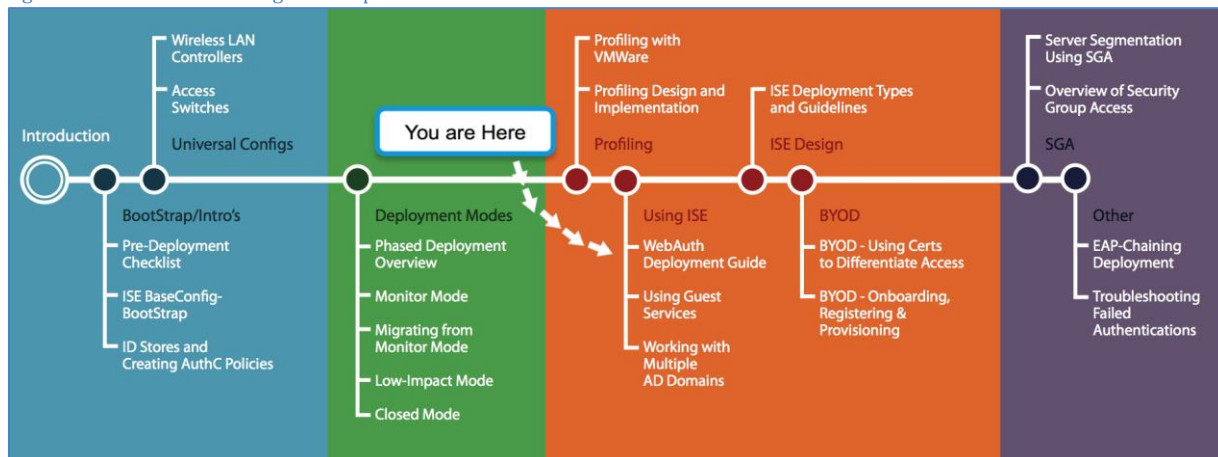 Wireless LAN
Controllers
Access
Switches
Introduction
Universal Configs
BootStrap/Intro's
Pre-Deployment
Checklist
ISE BaseConfig-
BootStrap
ID Stores and
Creating AuthC Policies
You are Here
Deployment Modes
Phased Deployment
Overview
Monitor Mode
Migrating from
Monitor Mode
Low-Impact Mode
Closed Mode
Profiling with
VMWare
Profiling Design and
Implementation
Profiling
Using ISE
WebAuth
Deployment Guide
Using Guest
Services
Working with
Multiple
AD Domains
ISE Deployment Types
and Guidelines
ISE Design
BYOD
BYOD - Using Certs
to Differentiate Access
BYOD - Onboarding,
Registering &
Provisioning
Server Segmentation
Using SGA
Overview of Security
Group Access
SGA
Other
EAP-Chaining
Deployment
Troubleshooting
Failed
Authentications